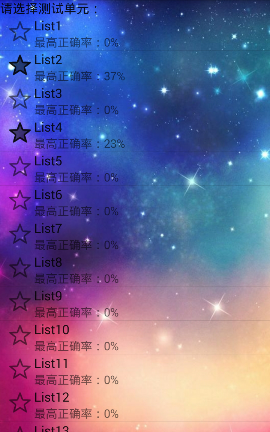 请选择测试单元：
List1
最高正确率：0%
List2
最高正确率：37%
List3
最高正确率：0%
List4
最高正确率：23%
List5
最高正确率：0%
List6
最高正确率：0%
List7
最高正确率：0%
List8
最高正确率：0%
List9
最高正确率：0%
List10
最高正确率：0%
List11
最高正确率：0%
List12
最高正确率：0%
List13